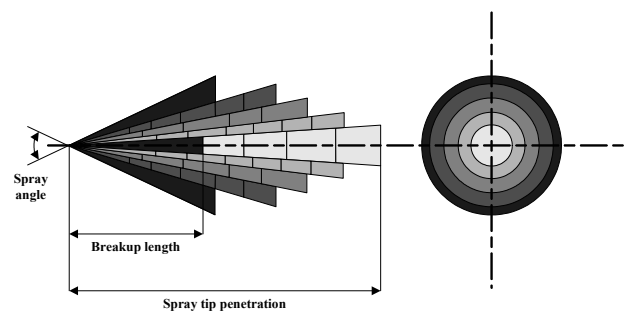 Spray
angle
Breakup length
Spray tip penetration